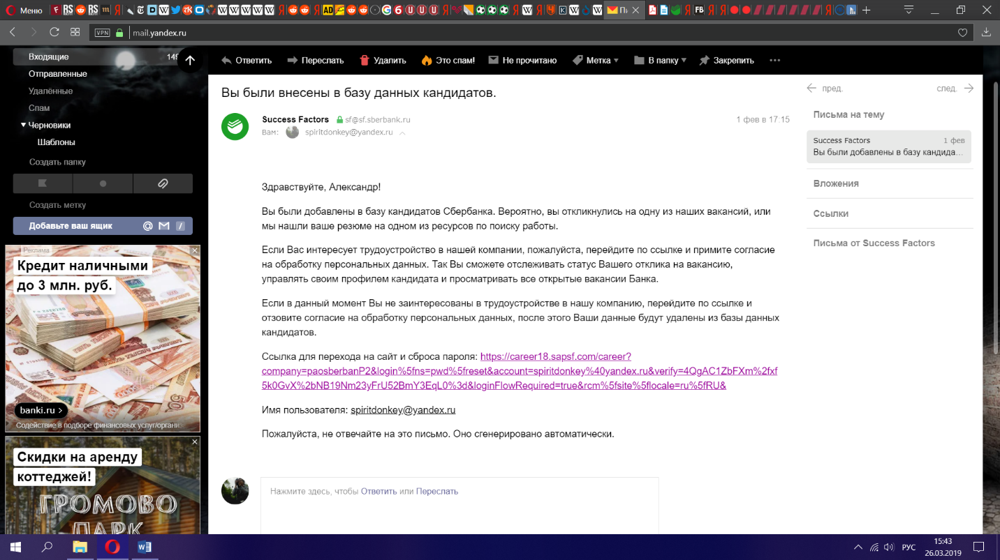 Меню
VPN
mail.yandex.ru
Входящие
Отправленные
Удалённые
Спам
Черновики
Шаблоны
Создать папку
Создать метку
Добавьте ваш ящик
Реклама
Кредит наличными
до 3 млн. руб.
banki.ru >
Содействие в подборе финансовых услуг/организ
Скидки на аренду
коттеджей!
ГРОМОВО
ПАРК
Ответить
Переслать
Удалить
Это спам!
Не прочитано
Метка
В папку
Закрепить
Вы были внесены в базу данных кандидатов.
Success Factors sf@sf.sberbank.ru
1 фев в 17:15
Вам: spiritdonkey@yandex.ru
Здравствуйте, Александр!
Вы были добавлены в базу кандидатов Сбербанка. Вероятно, вы откликнулись на одну из наших вакансий, или
мы нашли ваше резюме на одном из ресурсов по поиску работы.
Если Вас интересует трудоустройство в нашей компании, пожалуйста, перейдите по ссылке и примите согласие
на обработку персональных данных. Так Вы сможете отслеживать статус Вашего отклика на вакансию,
управлять своим профилем кандидата и просматривать все открытые вакансии Банка.
Если в данный момент Вы не заинтересованы в трудоустройстве в нашу компанию, перейдите по ссылке и
отзовите согласие на обработку персональных данных, после этого Ваши данные будут удалены из базы данных
кандидатов.
Ссылка для перехода на сайт и сброса пароля: https://career18.sapsf.com/career?
company=paosberbanP2&login%5fns=pwd%5freset&account=spiritdonkey%40yandex.ru&verify=4QgAC1ZbFXm%2fxf
5k0GvX%2bNB19Nm23yFrU52BmY3EqL0%3d&loginFlowRequired=true&rcm%5fsite%5flocale=ru%5fRU&
Имя пользователя: spiritdonkey@yandex.ru
Пожалуйста, не отвечайте на это письмо. Оно сгенерировано автоматически.
Нажмите здесь, чтобы Ответить или Переслать
пред.
след.
Письма на тему
Success Factors 1 фев
Вы были добавлены в базу кандида...
Вложения
Ссылки
Письма от Success Factors
РУС
15:43
26.03.2019